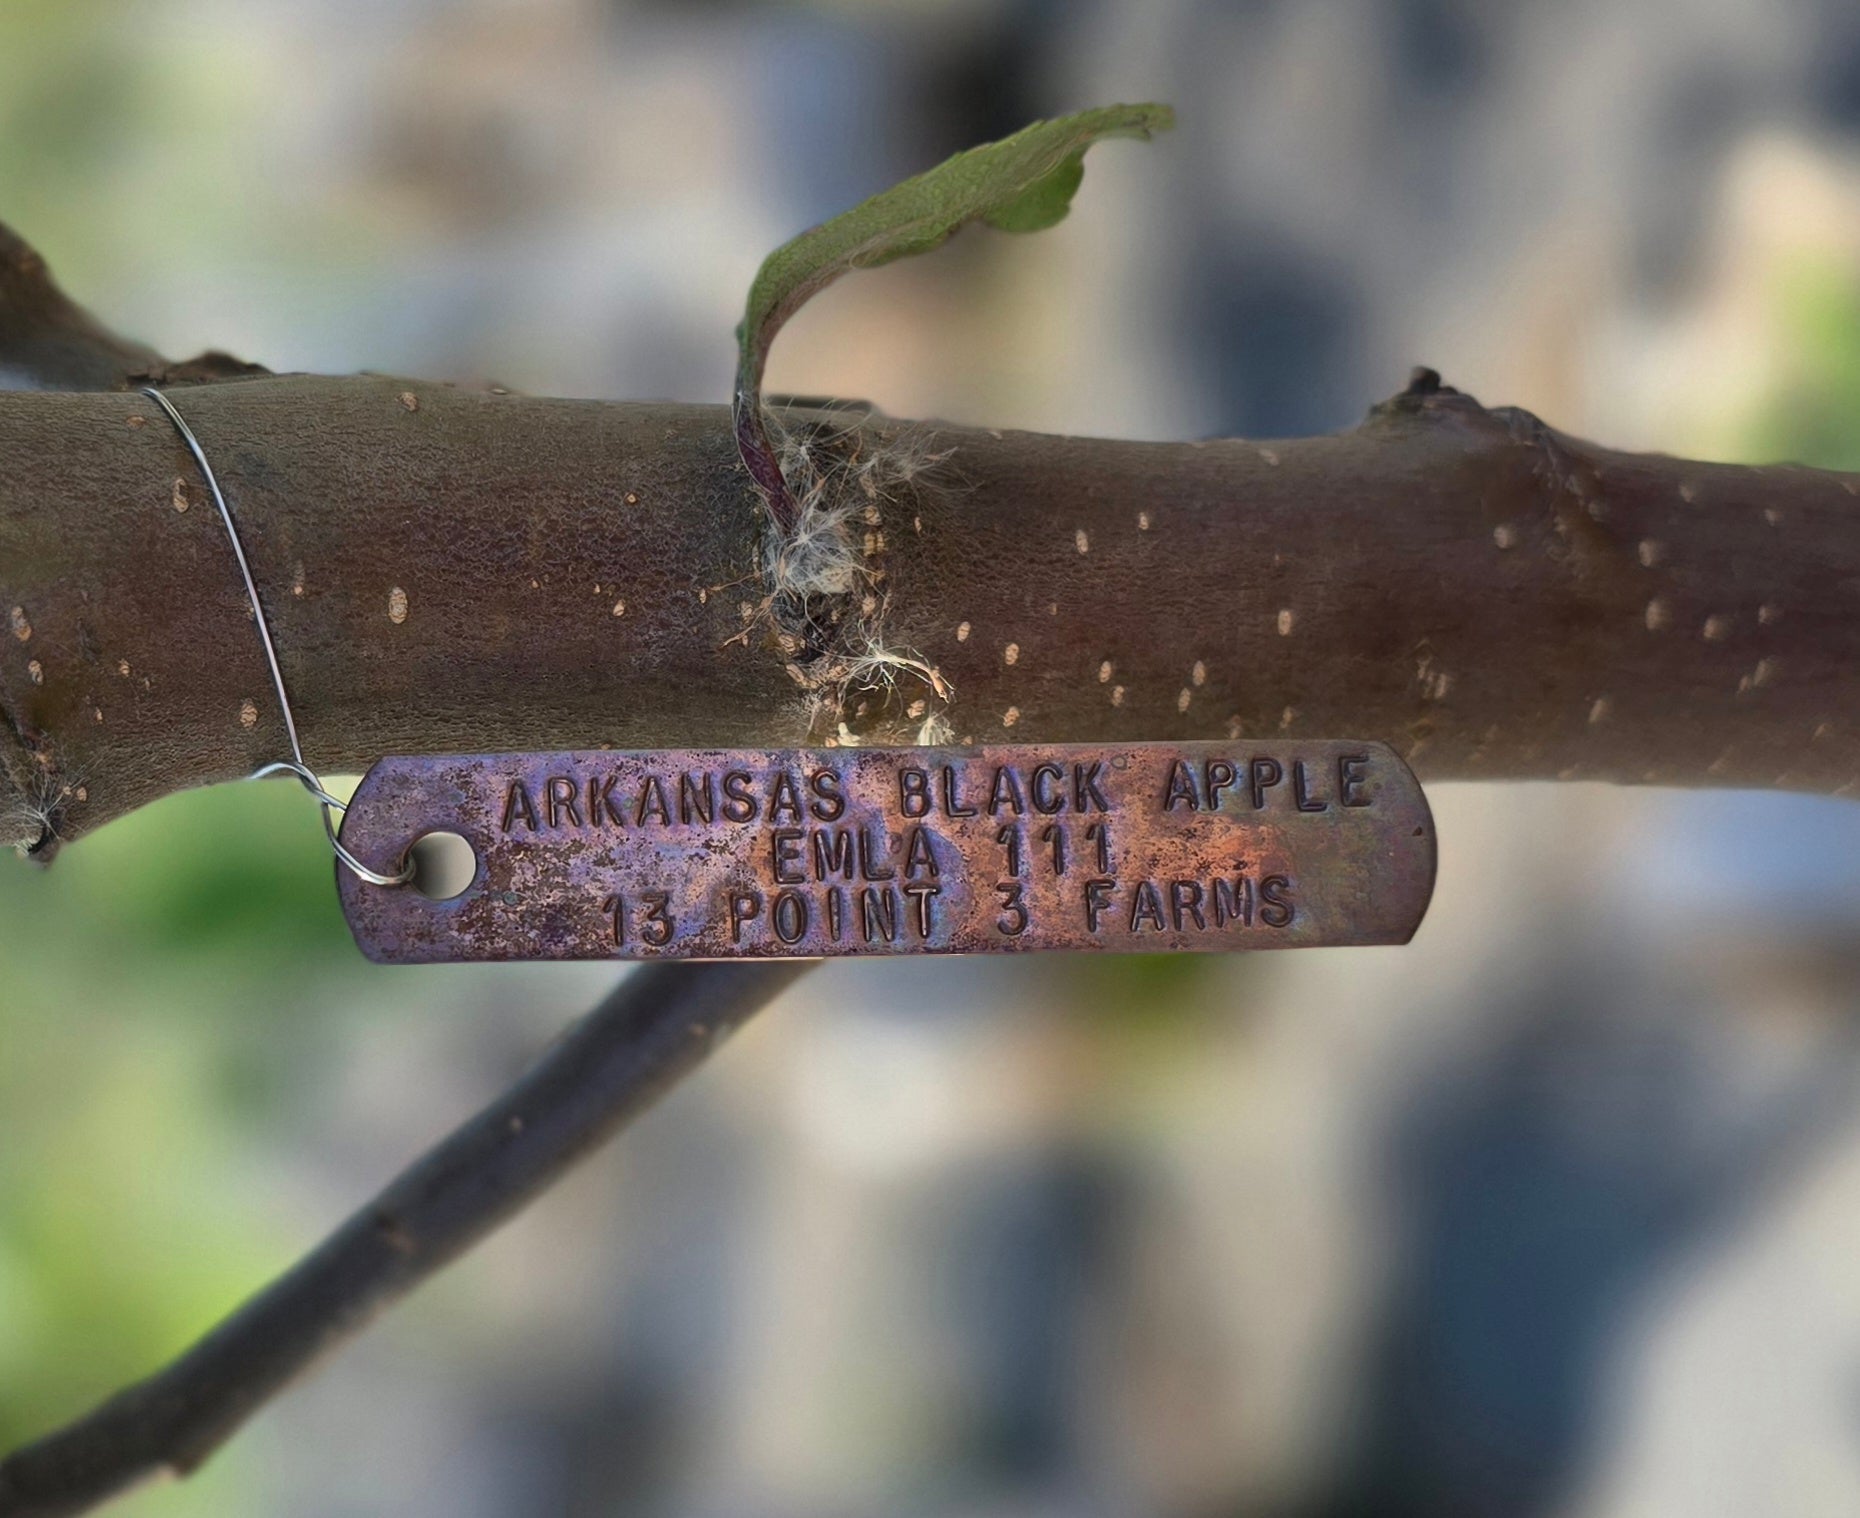 ARKANSAS BLACK APPLE
EMLA 111
13 POINT 3 FARMS